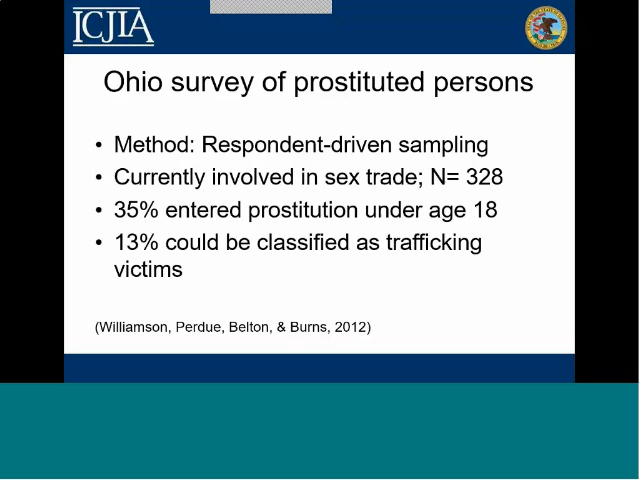 ICJIA
Ohio survey of prostituted persons
• Method: Respondent-driven sampling
• Currently involved in sex trade; N= 328
• 35% entered prostitution under age 18
• 13% could be classified as trafficking
victims
(Williamson, Perdue, Belton, & Burns, 2012)